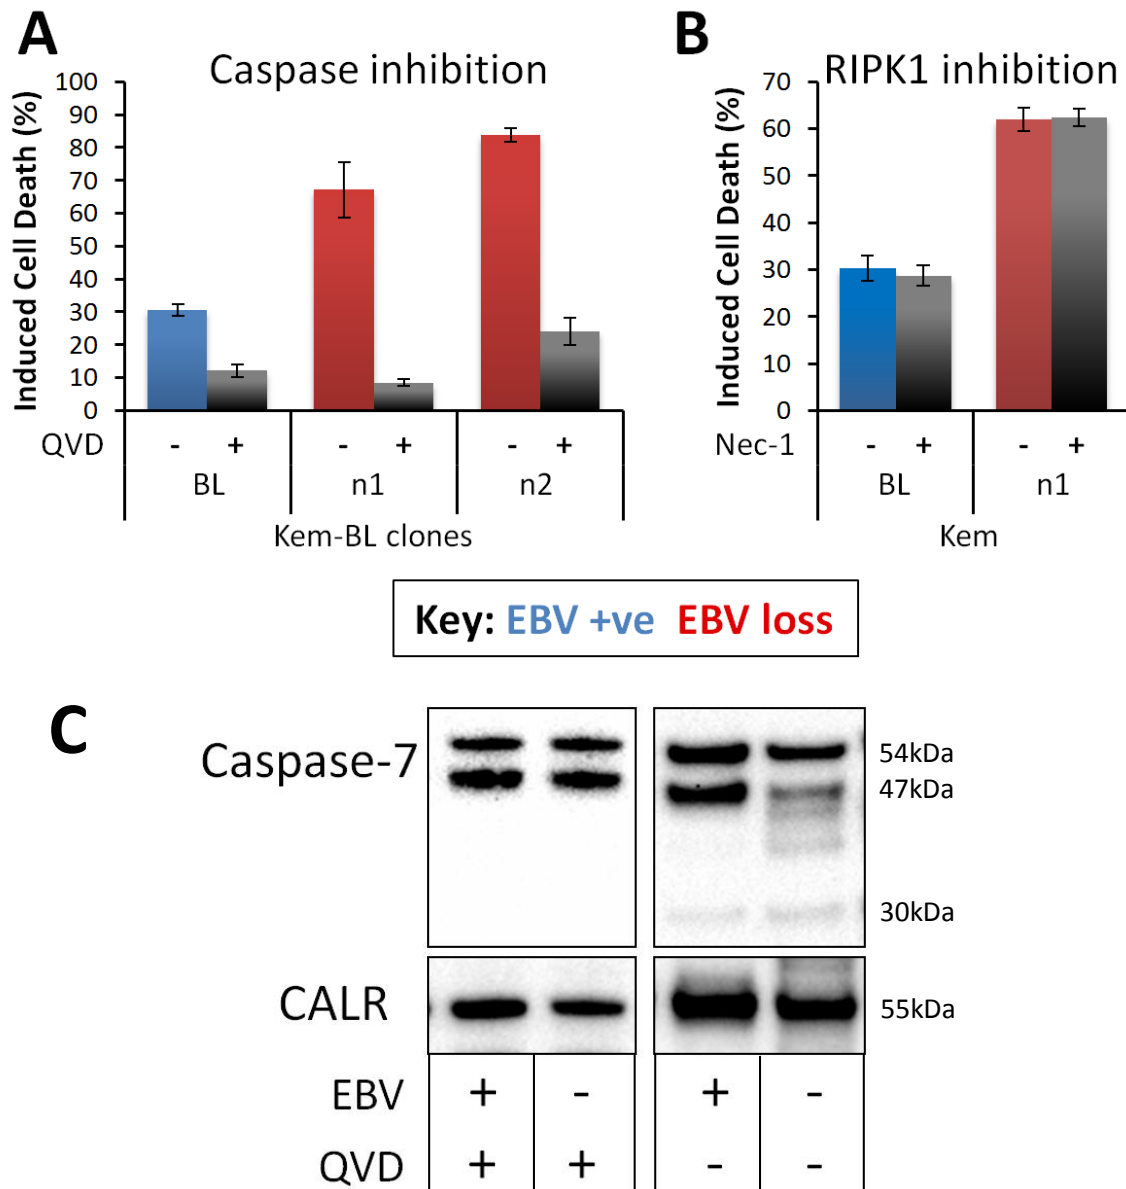 A
Caspase inhibition
Induced Cell Death (%)
100
90
80
70
60
50
40
30
20
10
0
QVD - + - + - +
BL n1 n2
Kem-BL clones
B
RIPK1 inhibition
Induced Cell Death (%)
70
60
50
40
30
20
10
0
Nec-1 - + - +
BL n1
Kem
Key: EBV +ve EBV loss
C
Caspase-7
54kDa
47kDa
30kDa
CALR
55kDa
EBV + - + -
QVD + + - -